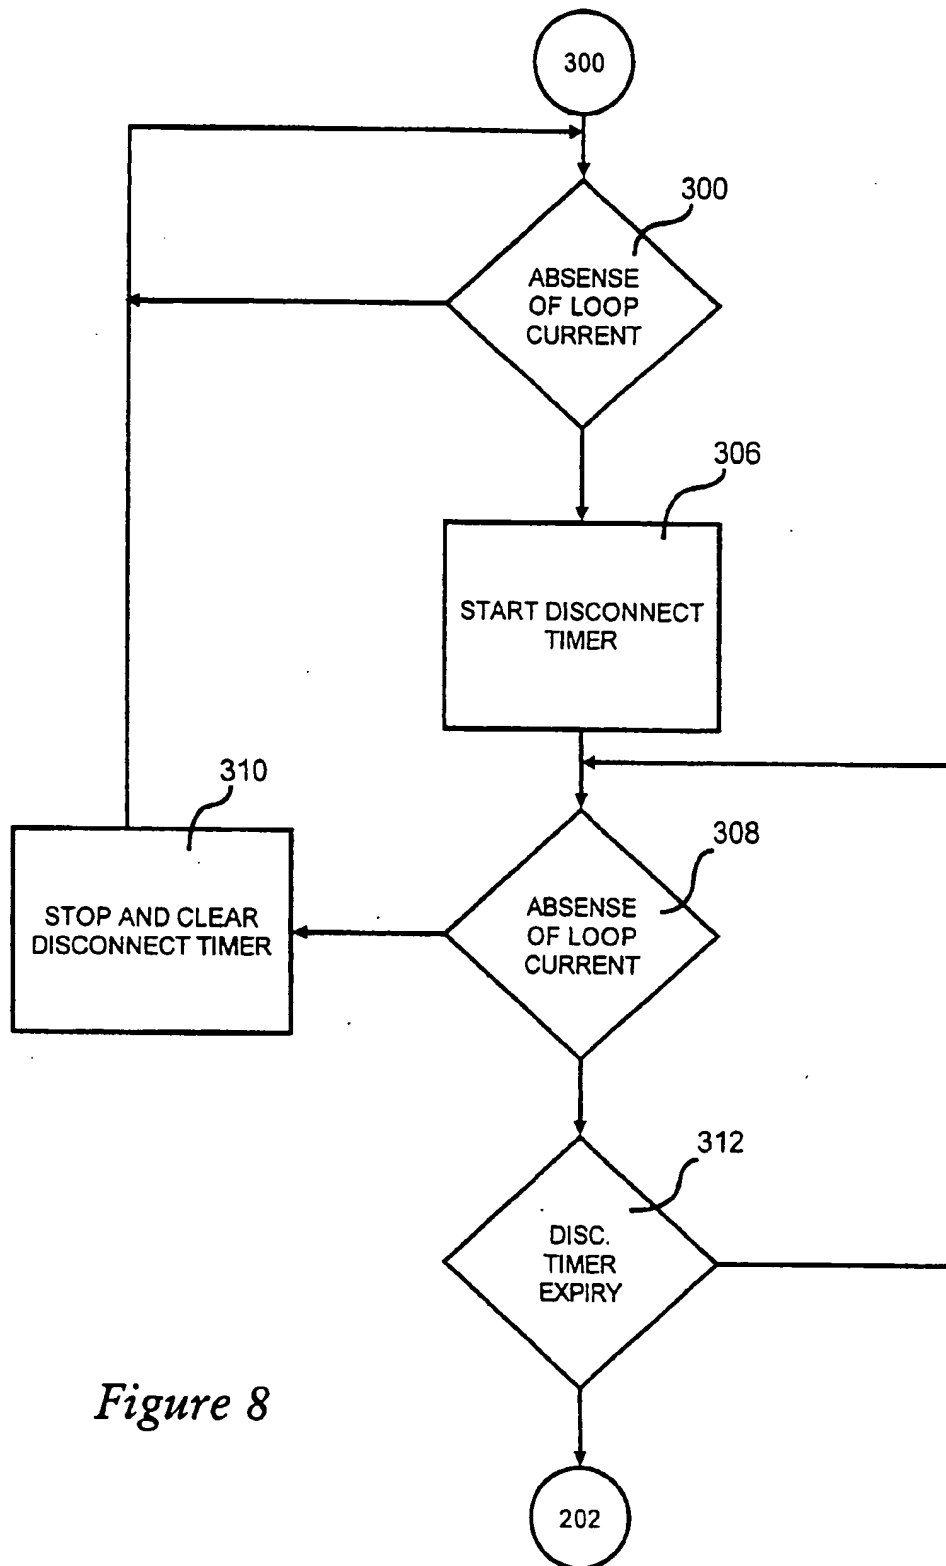 300
300
ABSENSE
OF LOOP
CURRENT
306
START DISCONNECT
TIMER
310
STOP AND CLEAR
DISCONNECT TIMER
308
ABSENSE
OF LOOP
CURRENT
312
DISC.
TIMER
EXPIRY
Figure 8
202